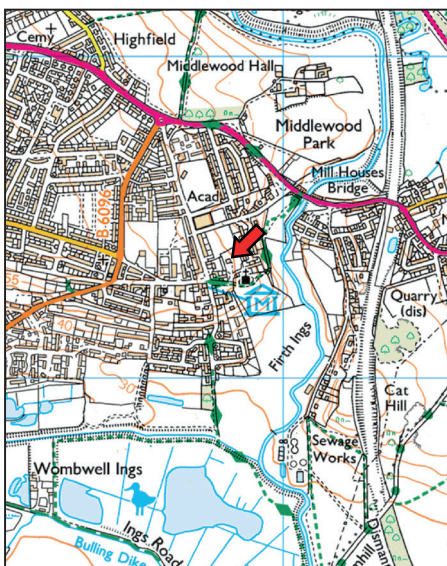 Cemy
Highfield
Middlewood Hall
Middlewood
Park
Mill Houses
Bridge
B 6096
Acad
M
Quarry
(dis)
Firth Ings
55
40
30
Cat
Hill
Sewage
Works
Wombwell Ings
Ings Road
Bulling Dike